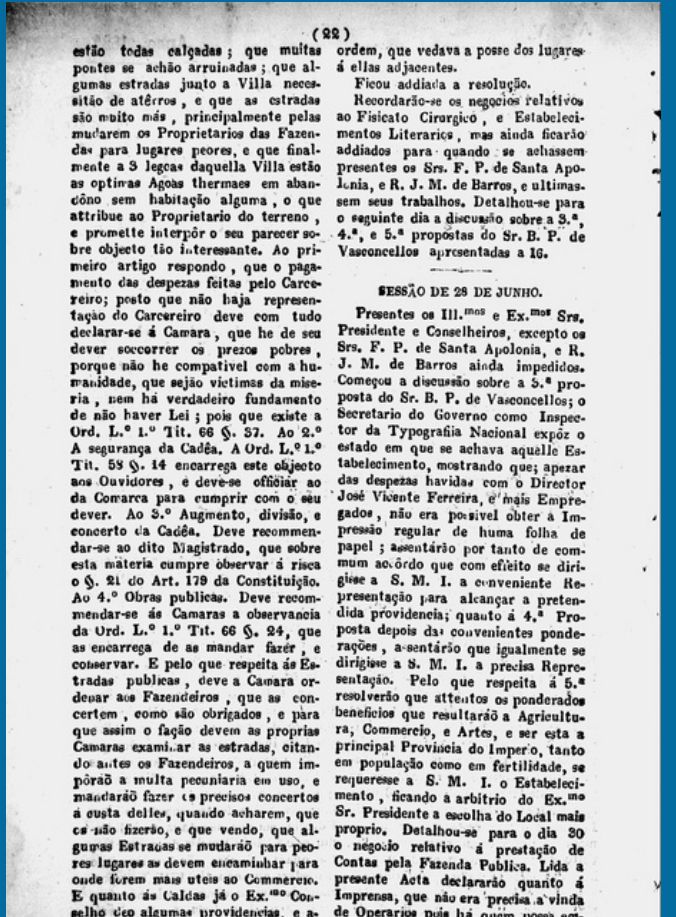 (22)
estão todas calçadas; que muitas
pontes se achão arruinadas; que al-
gumas estradas junto a Villa neces-
sitão de atêrros, e que as estradas
são muito más, principalmente pelas
mudarem os Proprietarios das Fazen-
das para lugares peores, e que final-
mente a 3 legoas daquella Villa estão
as optimas Agoas thermaes em aban-
dôno sem habitação alguma, o que
attribue ao Proprietario do terreno,
e promette interpôr o seu parecer so-
bre objecto tão interessante. Ao pri-
meiro artigo respondo, que o paga-
mento das despezas feitas pelo Carce-
reiro; posto que não haja represen-
tação do Carcereiro deve com tudo
declarar-se á Camara, que he de seu
dever soccorrer os prezos pobres,
porque não he compativel com a hu-
manidade, que sejão victimas da mise-
ria, nem há verdadeiro fundamento
de não haver Lei; pois que existe a
Ord. L.º 1.º Tit. 66 §. 37. Ao 2.º
A segurança da Cadêa. A Ord. L.º 1.º
Tit. 58 §. 14 encarrega este objecto
aos Ouvidores, e deve-se officiar ao
da Comarca para cumprir com o seu
dever. Ao 3.º Augmento, divisão, e
concerto da Cadêa. Deve recommen-
dar-se ao dito Magistrado, que sobre
esta materia cumpre observar á risca
o §. 21 do Art. 179 da Constituição.
Ao 4.º Obras publicas. Deve recom-
mendar-se ás Camaras a observancia
da Ord. L.º 1.º Tit. 66 §. 24, que
as encarrega de as mandar fazer, e
conservar. E pelo que respeita ás Es-
tradas publicas, deve a Camara or-
denar aos Fazendeiros, que as con-
certem, como são obrigados, e para
que assim o fação devem as proprias
Camaras examinar as estradas, citan-
do antes os Fazendeiros, a quem im-
pôráõ a multa pecuniaria em uso, e
mandaráõ fazer os precisos concertos
á custa delles, quando acharem, que
os não fizerão, e que vendo, que al-
gumas Estradas se mudaráõ para peo-
res lugares as devem encaminhar para
onde forem mais uteis ao Commercio.
E quanto ás Caldas já o Ex.mo Con-
selho deo algumas providencias, e a-
ordem, que vedava a posse dos lugares
á ellas adjacentes.
Ficou addiada a resolução.
Recordarão-se os negocios relativos
ao Fisicato Cirurgico, e Estabeleci-
mentos Literarios, mas ainda ficarão
addiados para quando se achassem
presentes os Srs. F. P. de Santa Apo-
lonia, e R. J. M. de Barros, e ultimas-
sem seus trabalhos. Detalhou-se para
o seguinte dia a discussão sobre a 3.ª,
4.ª, e 5.ª propostas do Sr. B. P. de
Vasconcellos apresentadas a 16.
SESSÃO DE 28 DE JUNHO.
Presentes os Ill.mos e Ex.mos Srs.
Presidente e Conselheiros, excepto os
Srs. F. P. de Santa Apolonia, e R.
J. M. de Barros ainda impedidos.
Começou a discussão sobre a 3.ª pro-
posta do Sr. B. P. de Vasconcellos; o
Secretario do Governo como Inspec-
tor da Typografiia Nacional expôz o
estado em que se achava aquelle Es-
tabelecimento, mostrando que; apezar
das despezas havidas com o Director
José Vicente Ferreira, e mais Empre-
gados, não era possivel obter a Im-
pressão regular de huma folha de
papel; assentárão por tanto de com-
mum acôrdo que com effeito se diri-
gisse a S. M. I. a conveniente Re-
presentação para alcançar a preten-
dida providencia; quanto á 4.ª Pro-
posta depois das convenientes ponde-
rações, assentárão que igualmente se
dirigisse a S. M. I. a precisa Repre-
sentação. Pelo que respeita á 5.ª
resolverão que attentos os ponderados
beneficios que resultaráõ a Agricultu-
ra, Commercio, e Artes, e ser esta a
principal Provincia do Imperio, tanto
em população como em fertilidade, se
requeresse a S. M. I. o Estabeleci-
mento, ficando a arbitrio do Ex.mo
Sr. Presidente a escolha do Local mais
proprio. Detalhou-se para o dia 30
o negocio relativo á prestação de
Contas pela Fazenda Publica. Lida a
presente Acta declararáõ quanto á
Imprensa, que não era precisa a vinda
de Operarios pois há quem possa